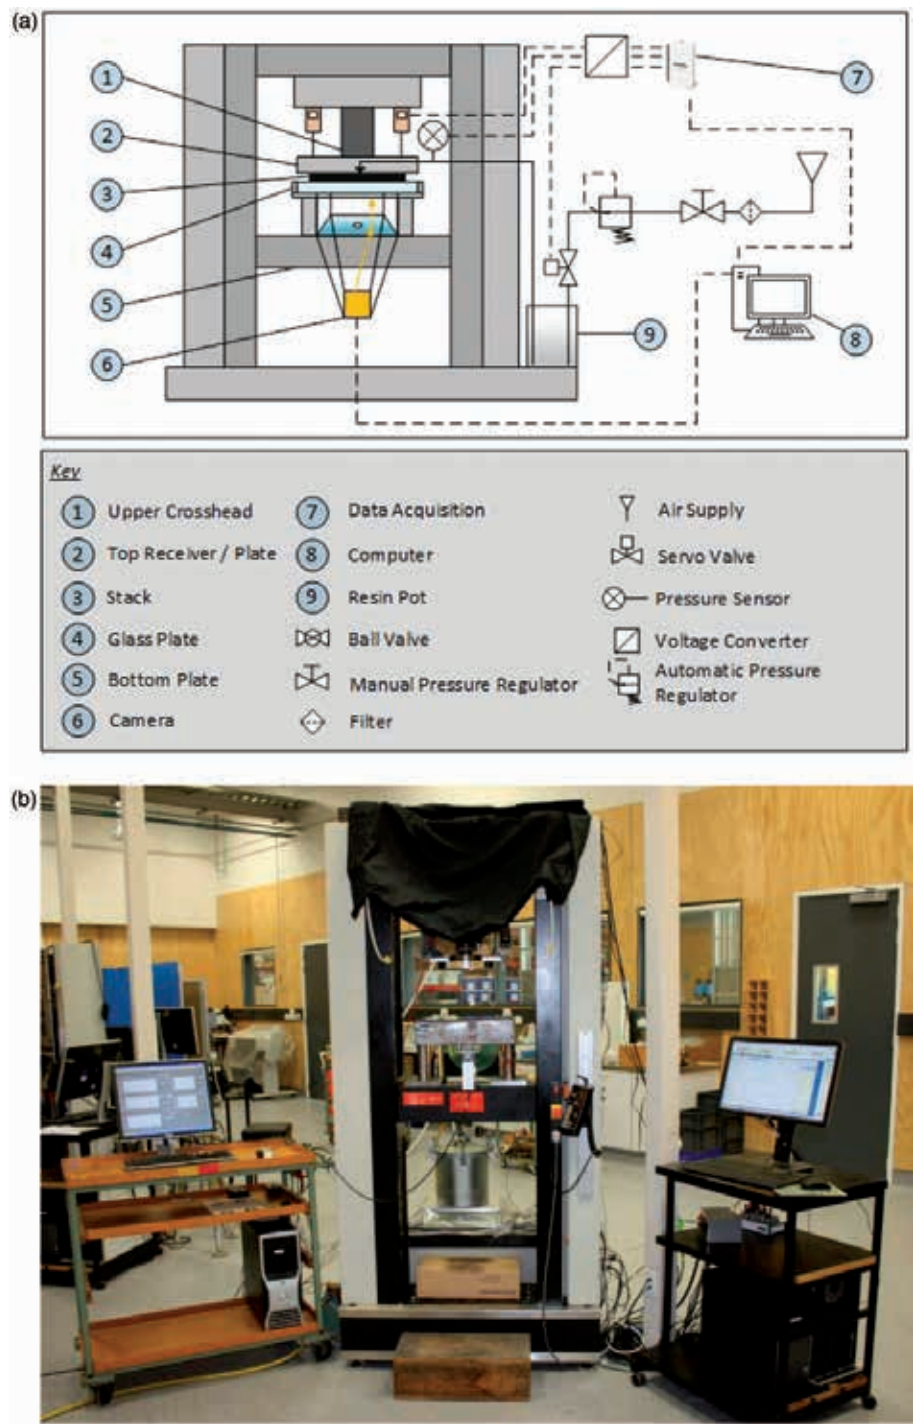 (a)
1
2
3
4
5
6
7
8
9
Key
1 Upper Crosshead
2 Top Receiver / Plate
3 Stack
4 Glass Plate
5 Bottom Plate
6 Camera
7 Data Acquisition
8 Computer
9 Resin Pot
Ball Valve
Manual Pressure Regulator
Filter
Air Supply
Servo Valve
Pressure Sensor
Voltage Converter
Automatic Pressure
Regulator
(b)